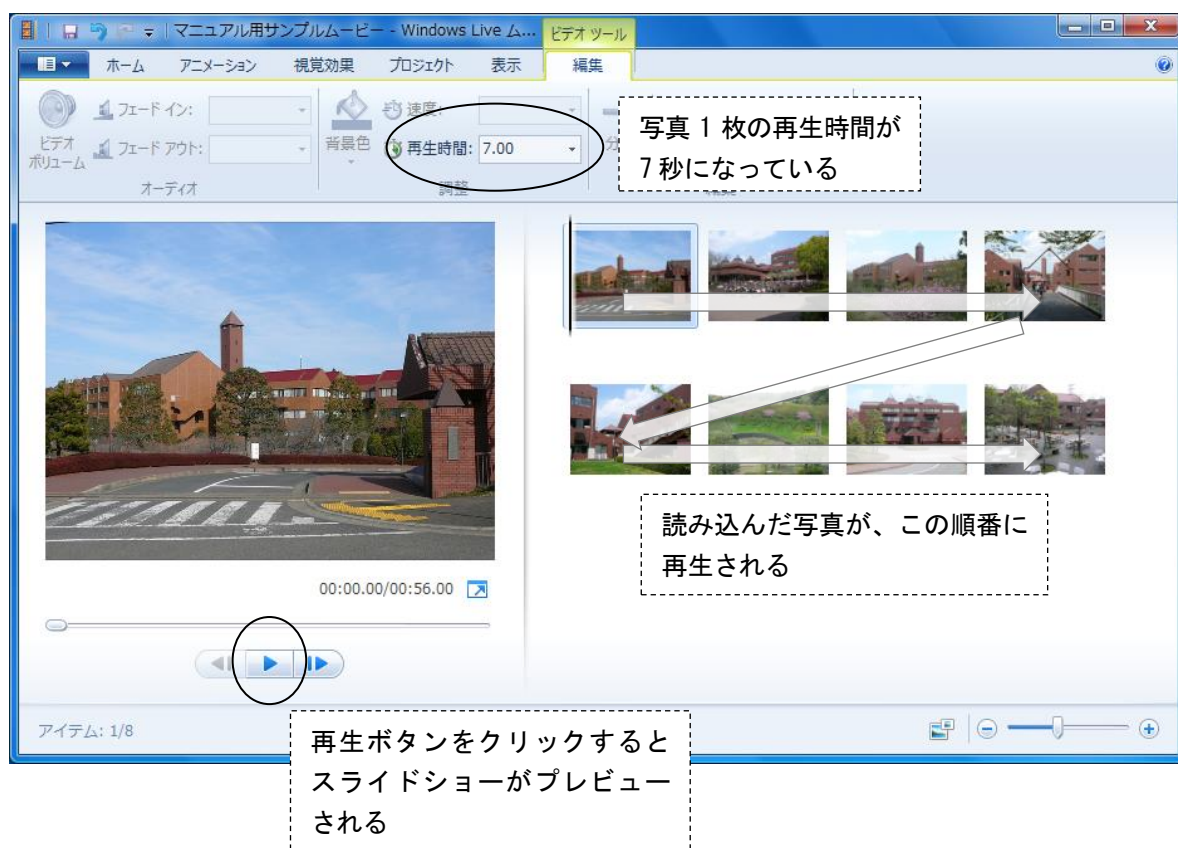 マニュアル用サンプルムービー - Windows Live ム...
ビデオ ツール
ホーム
アニメーション
視覚効果
プロジェクト
表示
編集
ビデオ
ボリューム
フェード イン:
フェード アウト:
オーディオ
背景色
速度:
再生時間: 7.00
調整
分
写真 1 枚の再生時間が
7 秒になっている
読み込んだ写真が、この順番に
再生される
00:00.00/00:56.00
アイテム: 1/8
再生ボタンをクリックすると
スライドショーがプレビュー
される